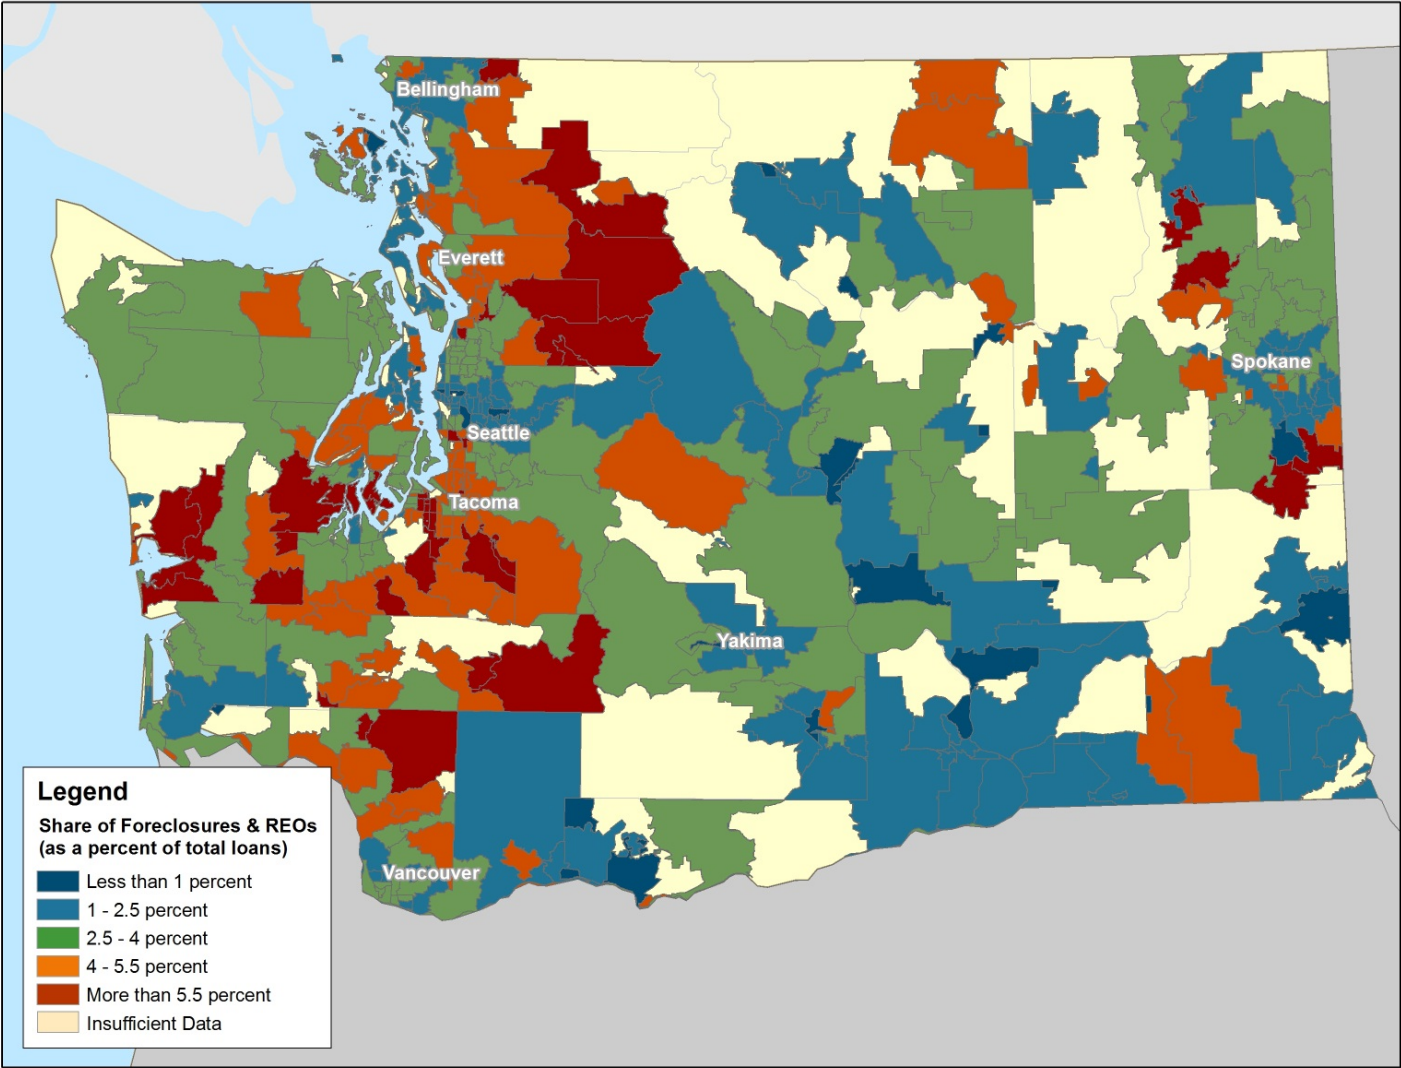 Bellingham
Everett
Spokane
Seattle
Tacoma
Yakima
Vancouver
Legend
Share of Foreclosures & REOs
(as a percent of total loans)
Less than 1 percent
1 - 2.5 percent
2.5 - 4 percent
4 - 5.5 percent
More than 5.5 percent
Insufficient Data